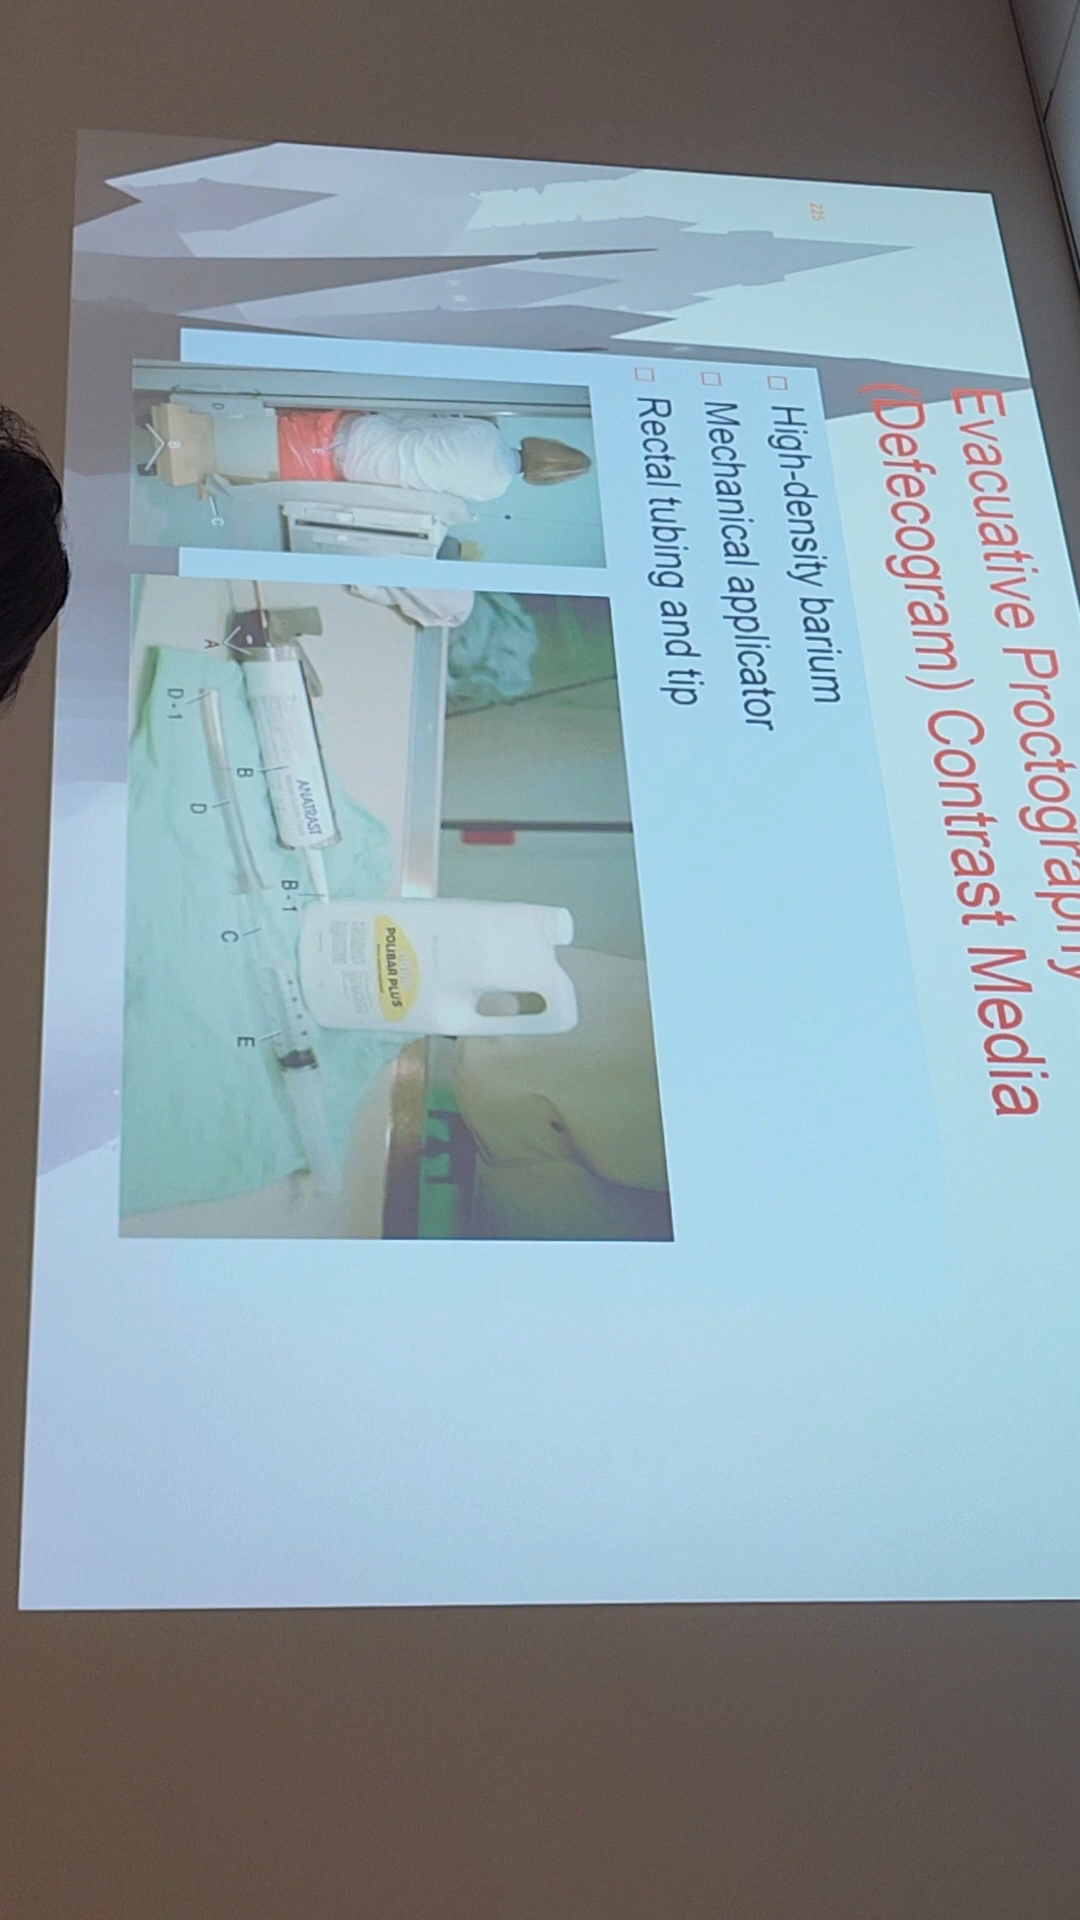 Evacuative Proctography
(Defecogram) Contrast Media
□ High-density barium
□ Mechanical applicator
□ Rectal tubing and tip
E
D
B
C
ANATRAST
POLIBAR PLUS
A
B
B-1
D-1
D
C
E
225